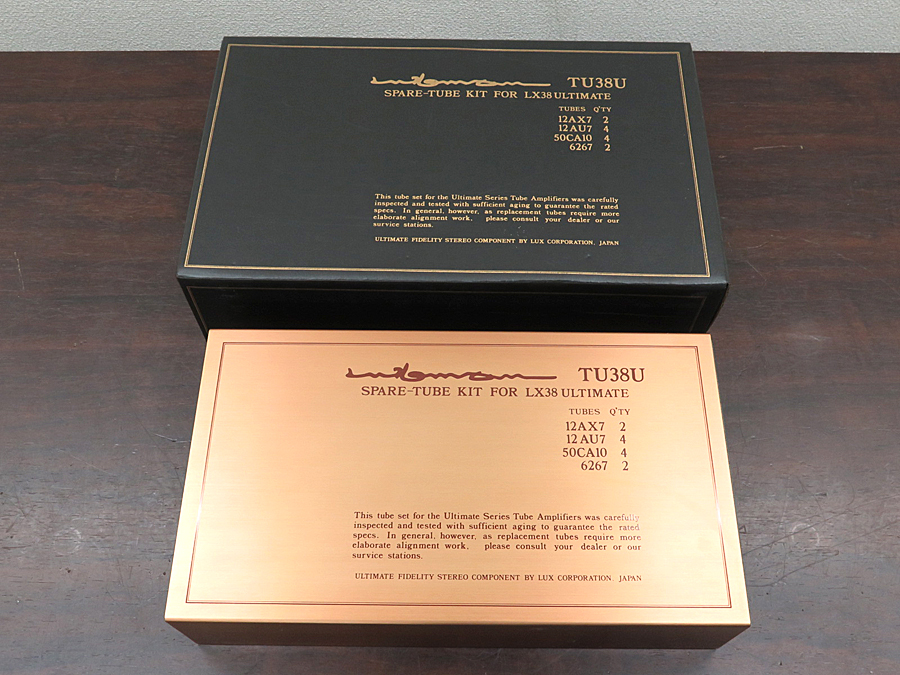 luxman TU38U
SPARE-TUBE KIT FOR LX38 ULTIMATE
TUBES Q'TY
12AX7 2
12AU7 4
50CA10 4
6267 2
This tube set for the Ultimate Series Tube Amplifiers was carefully
inspected and tested with sufficient aging to guarantee the rated
specs. In general, however, as replacement tubes require more
elaborate alignment work, please consult your dealer or our
survice stations.
ULTIMATE FIDELITY STEREO COMPONENT BY LUX CORPORATION, JAPAN
luxman TU38U
SPARE-TUBE KIT FOR LX38 ULTIMATE
TUBES Q'TY
12AX7 2
12AU7 4
50CA10 4
6267 2
This tube set for the Ultimate Series Tube Amplifiers was carefully
inspected and tested with sufficient aging to guarantee the rated
specs. In general, however, as replacement tubes require more
elaborate alignment work, please consult your dealer or our
survice stations.
ULTIMATE FIDELITY STEREO COMPONENT BY LUX CORPORATION. JAPAN